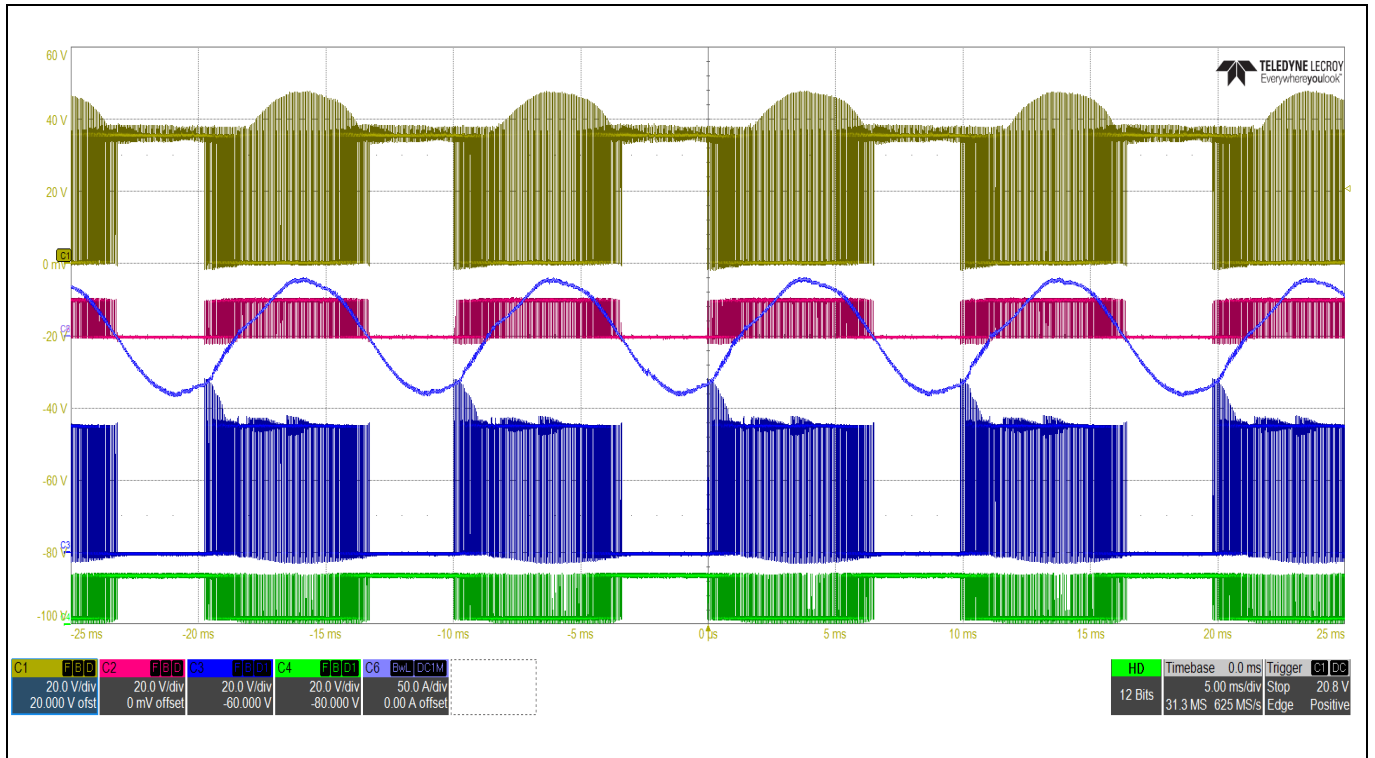 60 V
TELEDYNE LECROY
Everywhereyoulook™
40 V
20 V
C1
0 mV
-20 V
-40 V
-60 V
C3
-80 V
-100 V
-25 ms -20 ms -15 ms -10 ms -5 ms 5 ms 10 ms 15 ms 20 ms 25 ms
C1 F B D C2 F B D C3 F B D1 C4 F B D1 C6 BwL DC1M HD Timebase 0.0 ms Trigger C1 DC
20.0 V/div 20.0 V/div 20.0 V/div 20.0 V/div 50.0 A/div 12 Bits 5.00 ms/div Stop 20.8 V
20.000 V ofst 0 mV offset -60.000 V -80.000 V 0.00 A offset 31.3 MS 625 MS/s Edge Positive